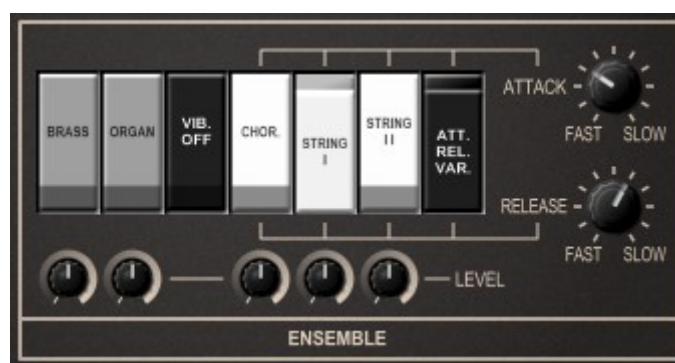 BRASS
ORGAN
VIB.
OFF
CHOR.
STRING
I
STRING
II
ATT.
REL.
VAR.
ATTACK
FAST SLOW
RELEASE
FAST SLOW
LEVEL
ENSEMBLE